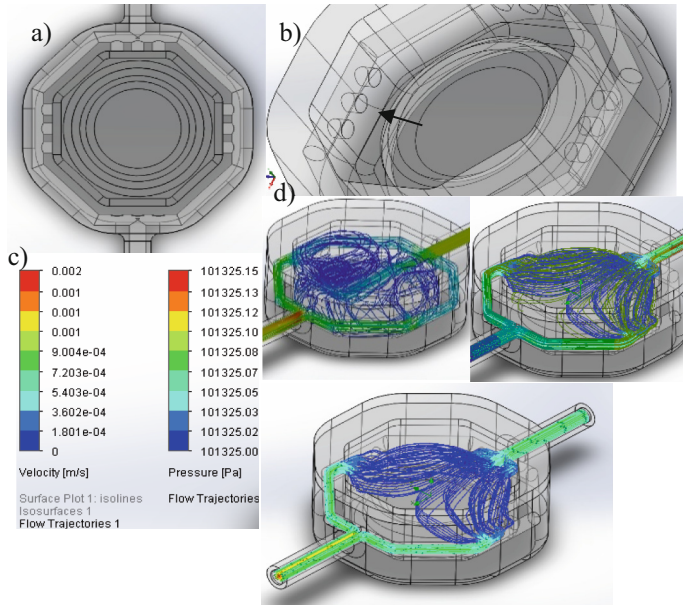 a)
b)
c)
0.002
0.001
0.001
0.001
9.004e-04
7.203e-04
5.403e-04
3.602e-04
1.801e-04
0
Velocity [m/s]
Surface Plot 1: isolines
Isosurfaces 1
Flow Trajectories 1
101325.15
101325.13
101325.12
101325.10
101325.08
101325.07
101325.05
101325.03
101325.02
101325.00
Pressure [Pa]
Flow Trajectories
d)